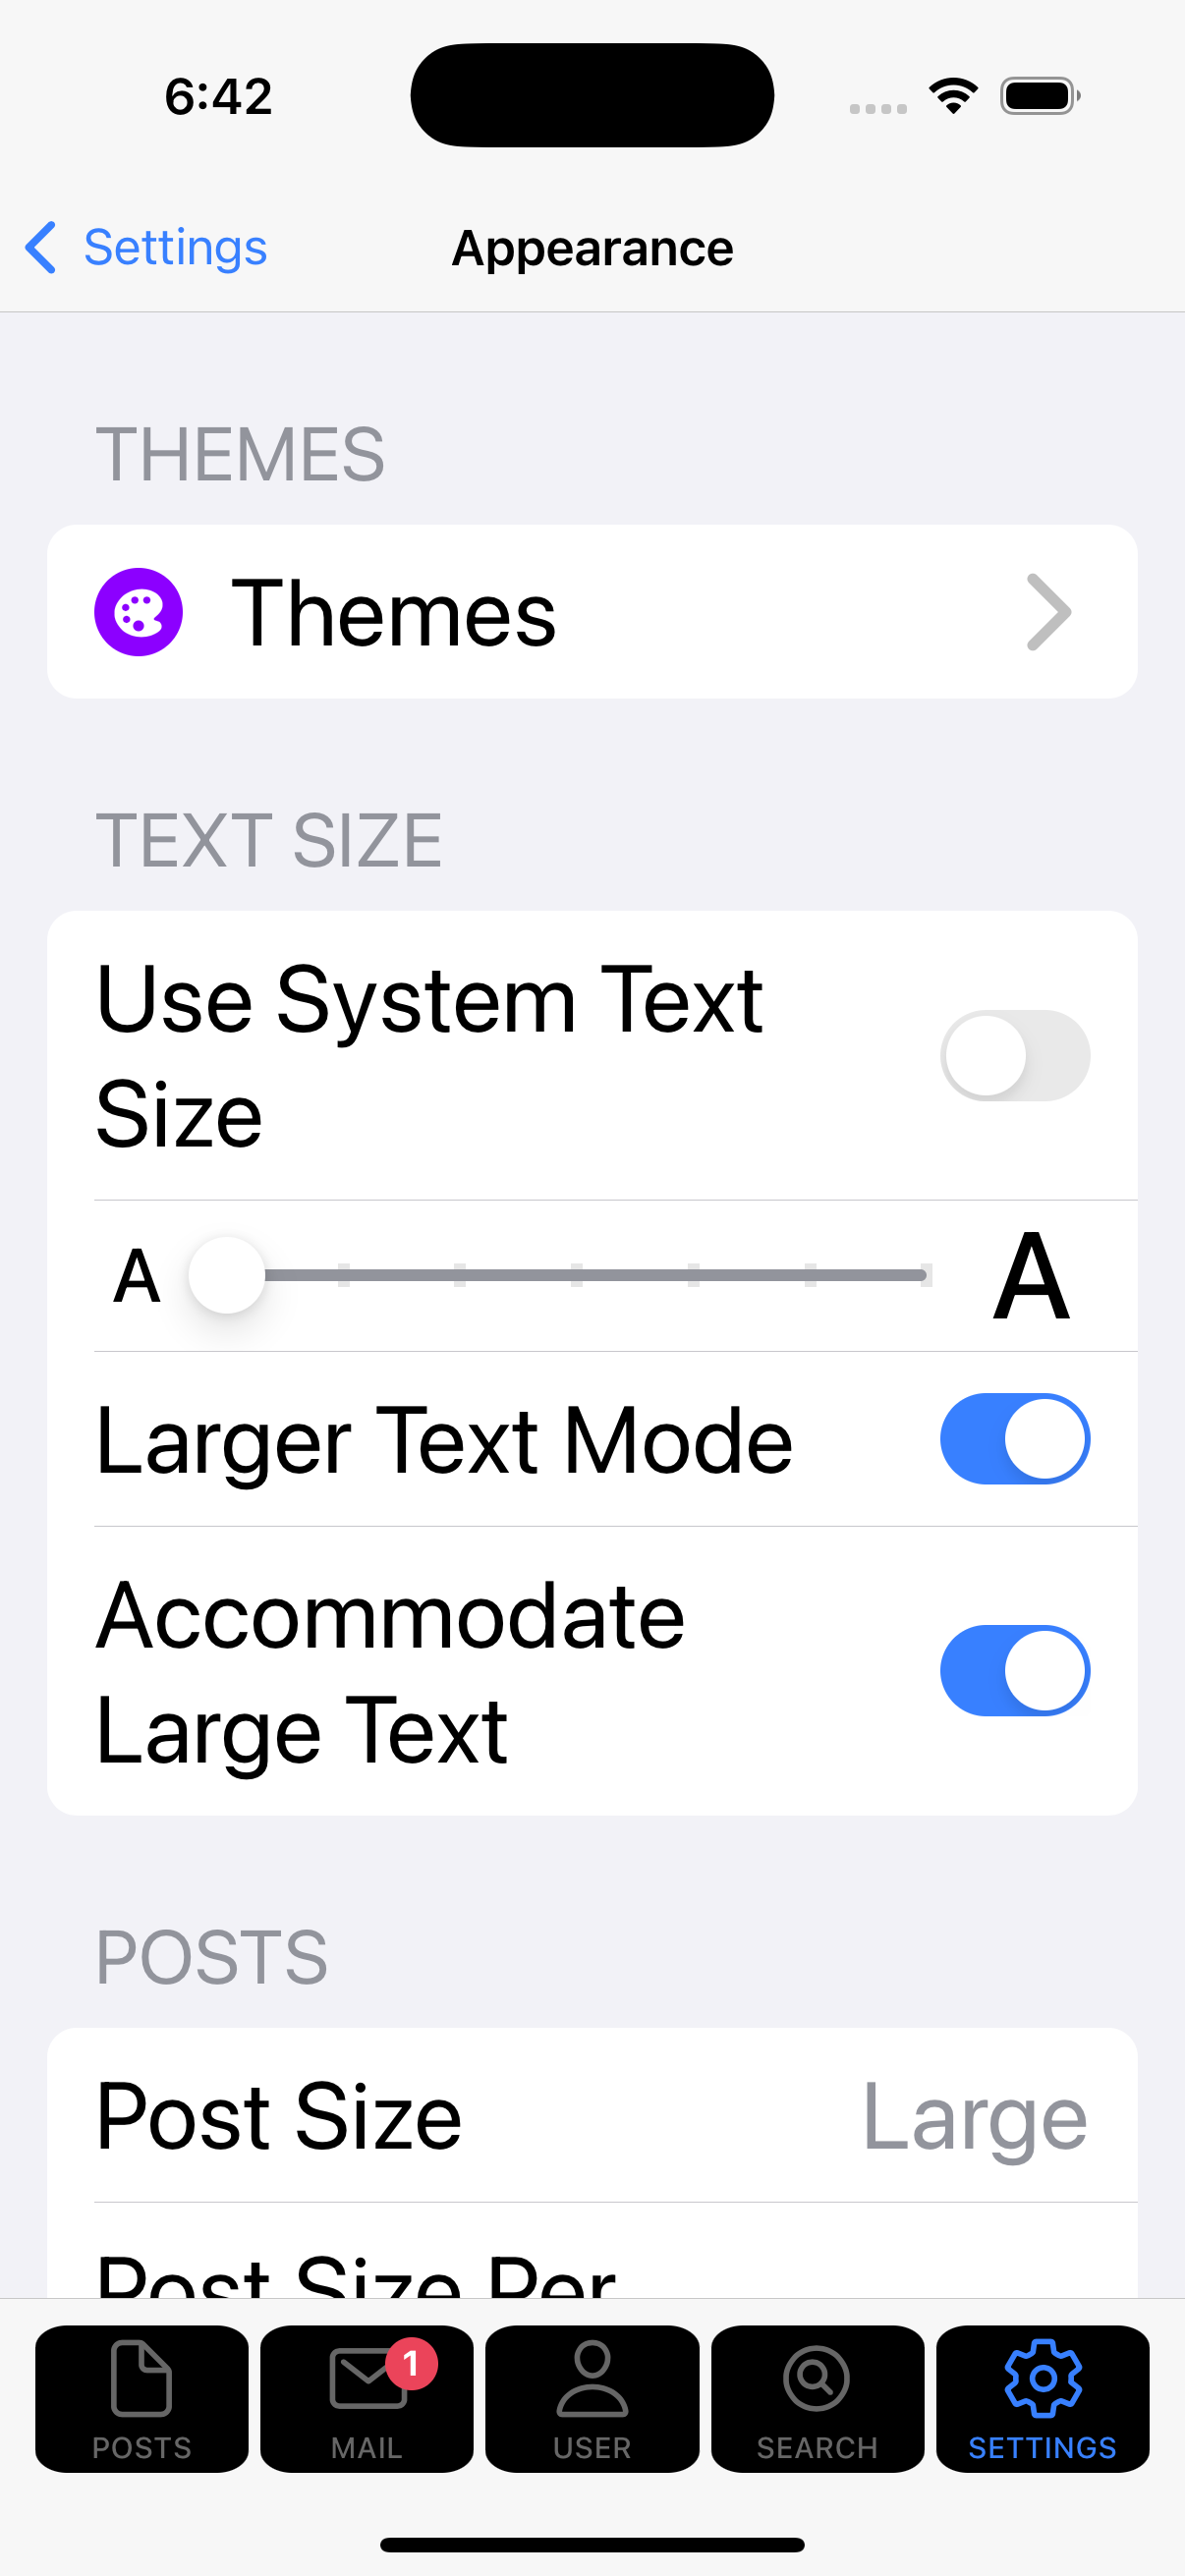 6:42
Settings
Appearance
THEMES
Themes
TEXT SIZE
Use System Text
Size
A
A
Larger Text Mode
Accommodate
Large Text
POSTS
Post Size
Large
Post Size Per
POSTS
MAIL
1
USER
SEARCH
SETTINGS